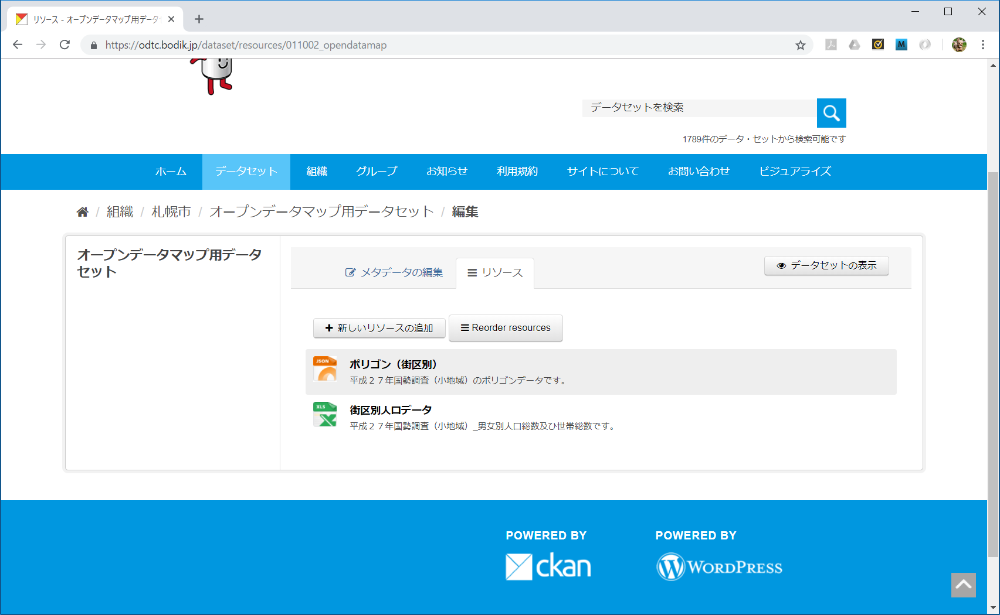 リソース - オープンデータマップ用データ
https://odtc.bodik.jp/dataset/resources/011002_opendatamap
M
データセットを検索
1789件のデータ・セットから検索可能です
ホーム データセット 組織 グループ お知らせ 利用規約 サイトについて お問い合わせ ビジュアライズ
/ 組織 / 札幌市 / オープンデータマップ用データセット / 編集
オープンデータマップ用データ
セット
メタデータの編集 リソース データセットの表示
新しいリソースの追加 Reorder resources
JSON
ポリゴン（街区別）
平成２７年国勢調査（小地域）のポリゴンデータです。
XLS
街区別人口データ
平成２７年国勢調査（小地域）_男女別人口総数及び世帯総数です。
POWERED BY POWERED BY
ckan WORDPRESS